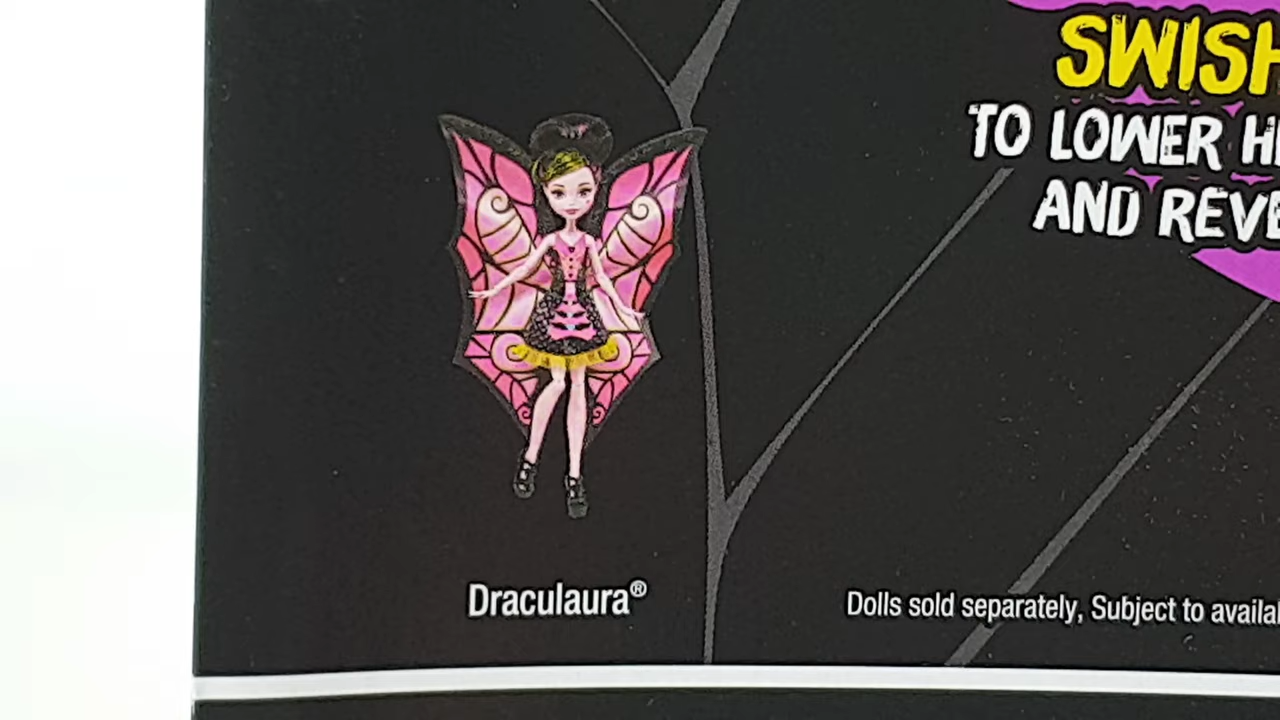 SWISH
TO LOWER H
AND REVE
Draculaura®
Dolls sold separately, Subject to availa